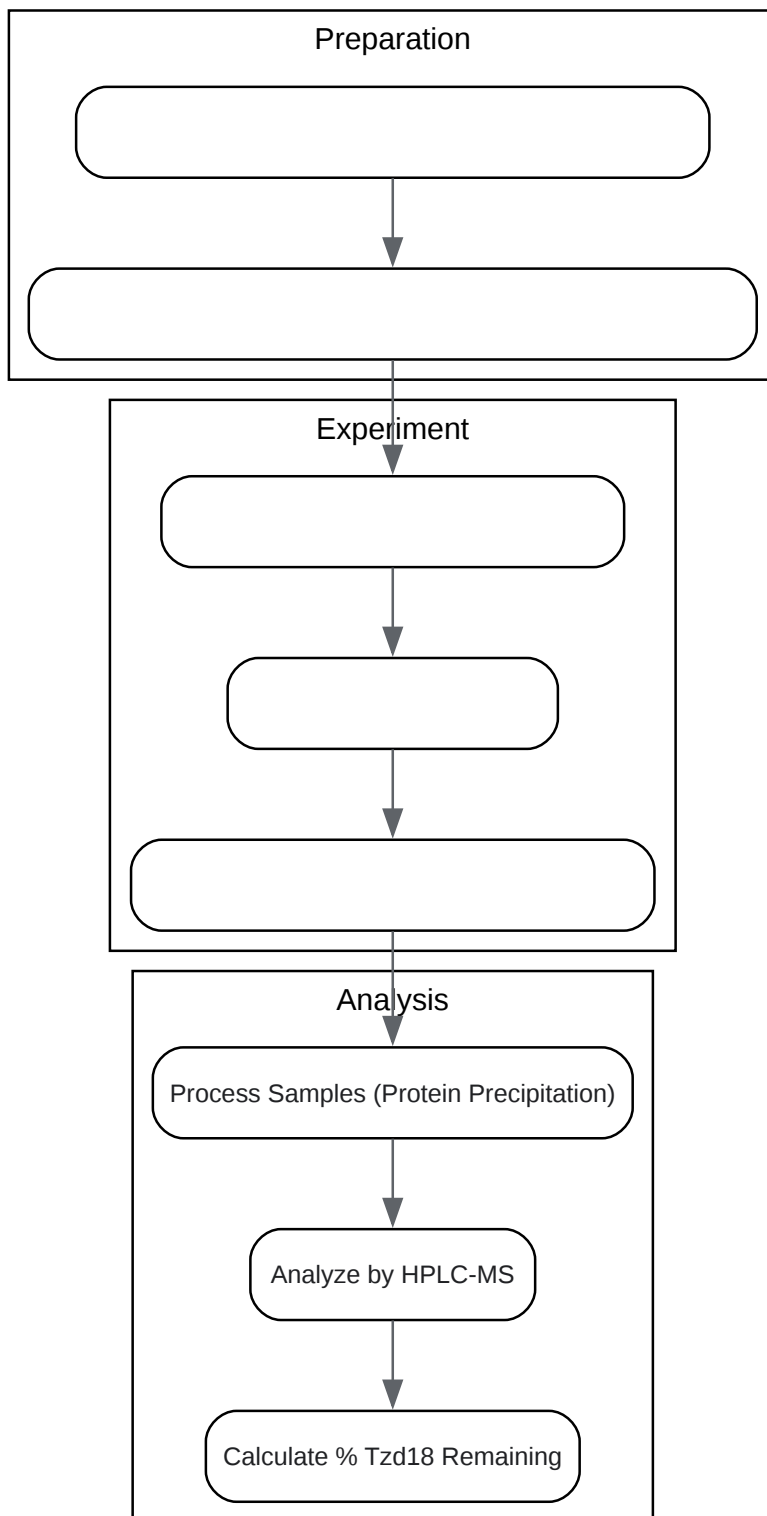 Preparation
Experiment
Analysis
Process Samples (Protein Precipitation)
Analyze by HPLC-MS
Calculate % Tzd18 Remaining